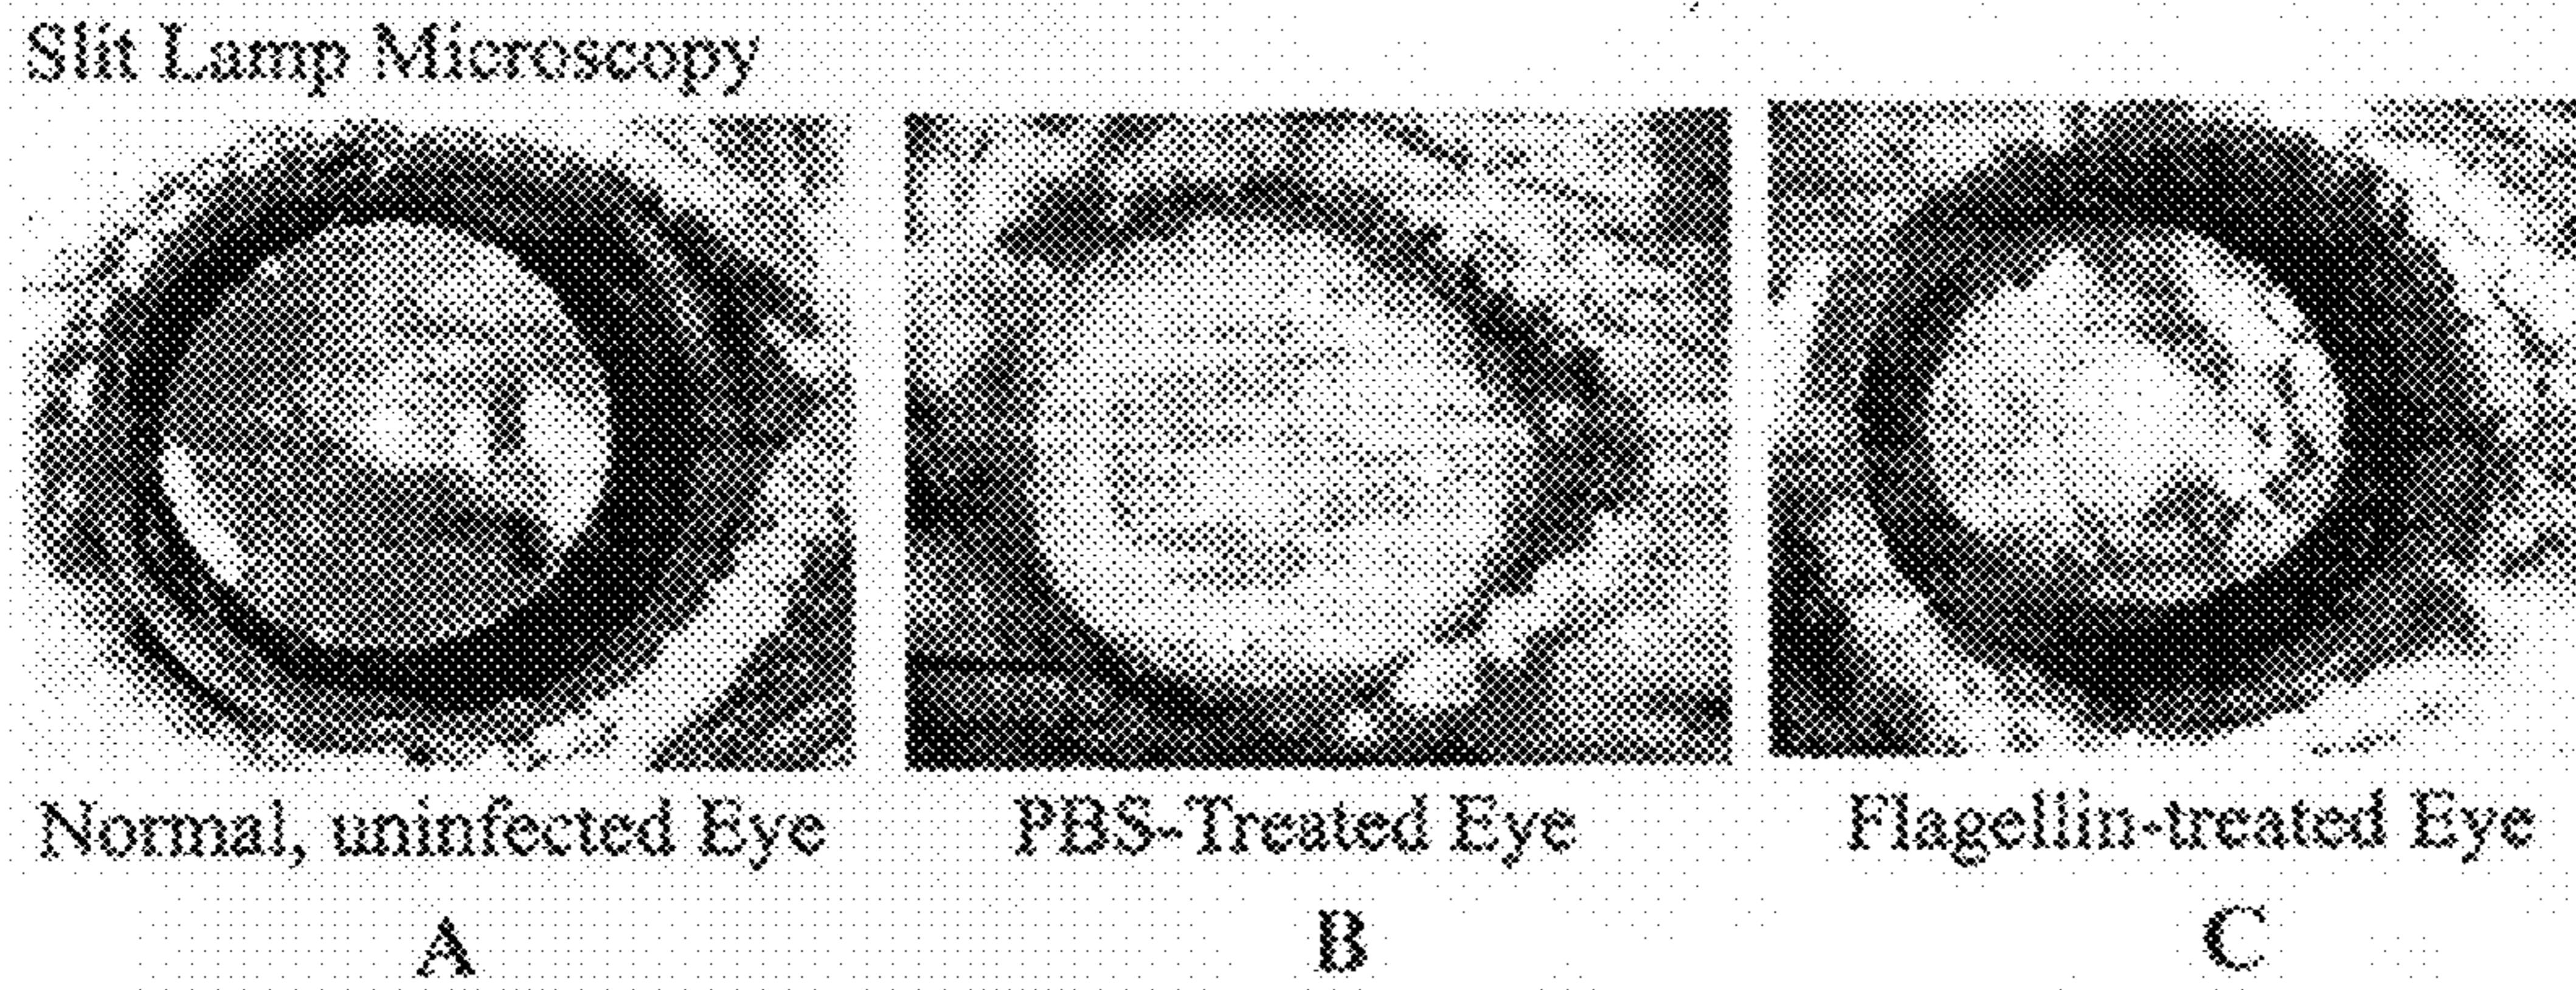 Slit Lamp Microscopy
Normal, uninfected Eye
PBS-Treated Eye
Flagellin-treated Eye
A
B
C